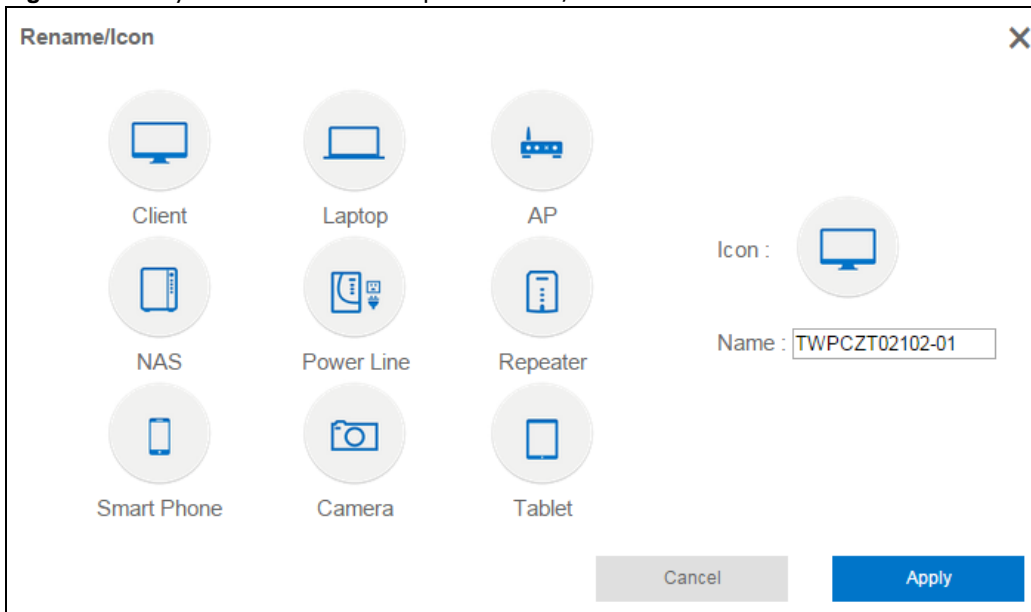 Rename/Icon
Client
Laptop
AP
NAS
Power Line
Repeater
Smart Phone
Camera
Tablet
Icon :
Name : TWPCZT02102-01
Cancel
Apply